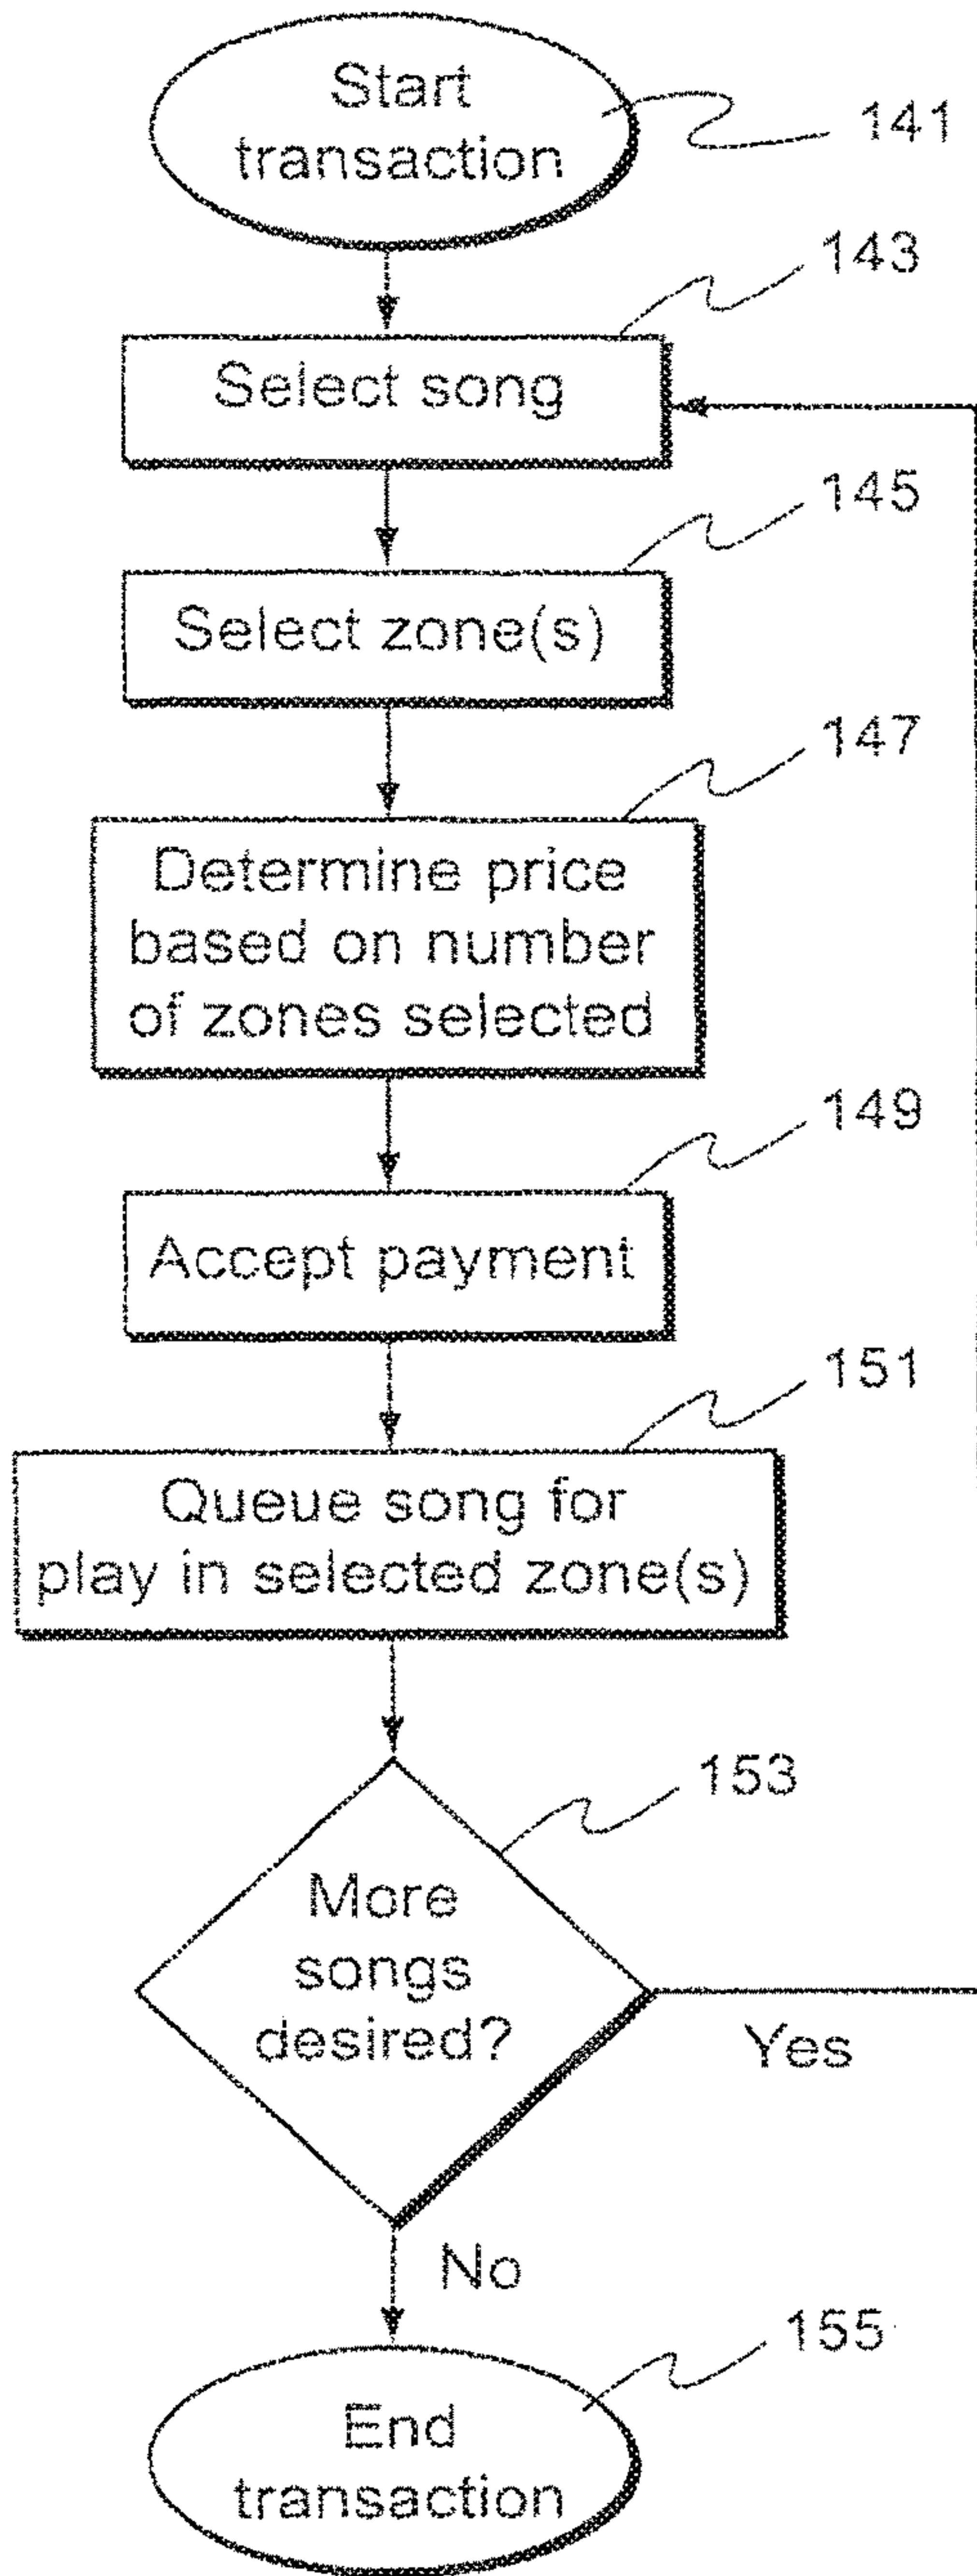 Start
transaction
141
143
Select song
145
Select zone(s)
147
Determine price
based on number
of zones selected
149
Accept payment
151
Queue song for
play in selected zone(s)
153
More
songs
desired?
Yes
No
155
End
transaction